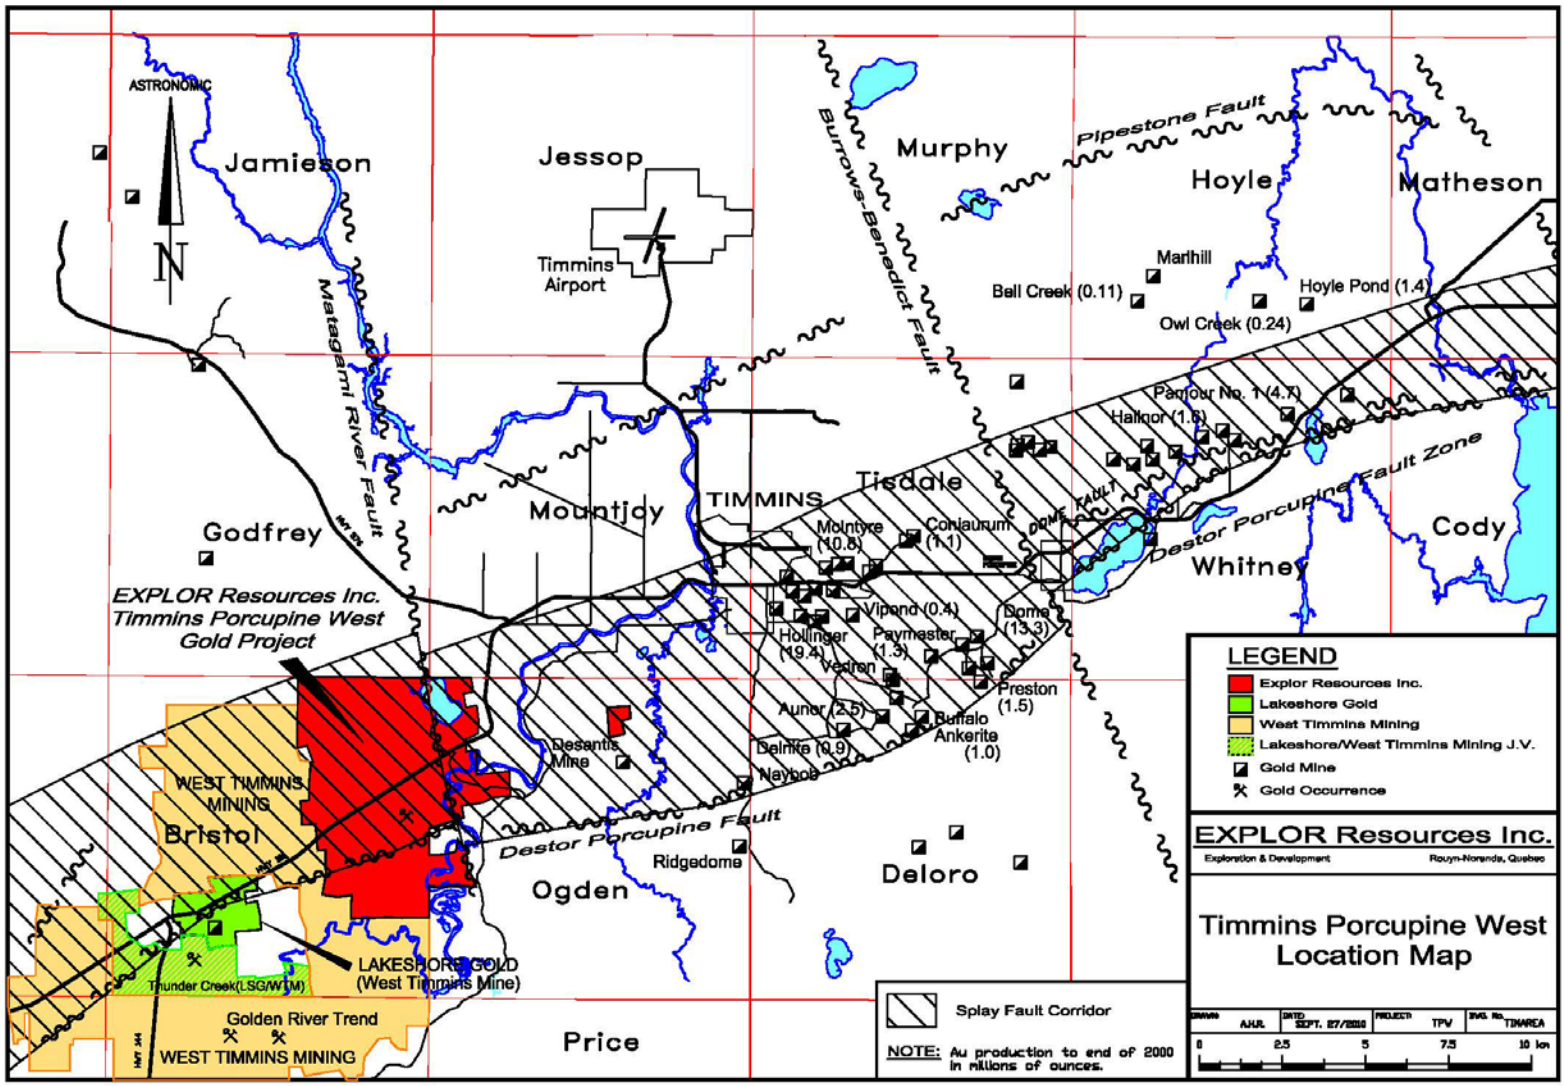 ASTRONOMIC
N
Jamieson
Jessop
Murphy
Pipestone Fault
Hoyle
Matheson
Timmins
Airport
Burrows-Benedict Fault
Matagami River Fault
Marlhill
Bell Creek (0.11)
Hoyle Pond (1.4)
Owl Creek (0.24)
Pamour No. 1 (4.7)
Hallnor (1.6)
Tisdale
TIMMINS
Mountjoy
Godfrey
DOME FAULT
Destor Porcupine Fault Zone
Cody
Whitney
McIntyre
(10.8)
Coniaurum
(1.1)
EXPLOR Resources Inc.
Timmins Porcupine West
Gold Project
Vipond (0.4)
Dome
(13.3)
Hollinger
(19.4)
Paymaster
(1.3)
Vedron
Preston
(1.5)
Aunor (2.5)
Buffalo
Ankerite
(1.0)
Delnite (0.9)
Desantis
Mine
Naybob
WEST TIMMINS
MINING
Bristol
Destor Porcupine Fault
Ridgedome
Ogden
Deloro
LAKESHORE GOLD
(West Timmins Mine)
Thunder Creek(LSG/WTM)
Golden River Trend
WEST TIMMINS MINING
HWY 144
Price
Splay Fault Corridor
NOTE: Au production to end of 2000
in millions of ounces.
LEGEND
Explor Resources Inc.
Lakeshore Gold
West Timmins Mining
Lakeshore/West Timmins Mining J.V.
Gold Mine
Gold Occurrence
EXPLOR Resources Inc.
Exploration & Development Rouyn-Noranda, Quebec
Timmins Porcupine West
Location Map
DRAWN A.H.R. DATE SEPT. 27/2010 PROJECT: TPW DWG. No. TIMAREA
0 2.5 5 7.5 10 km